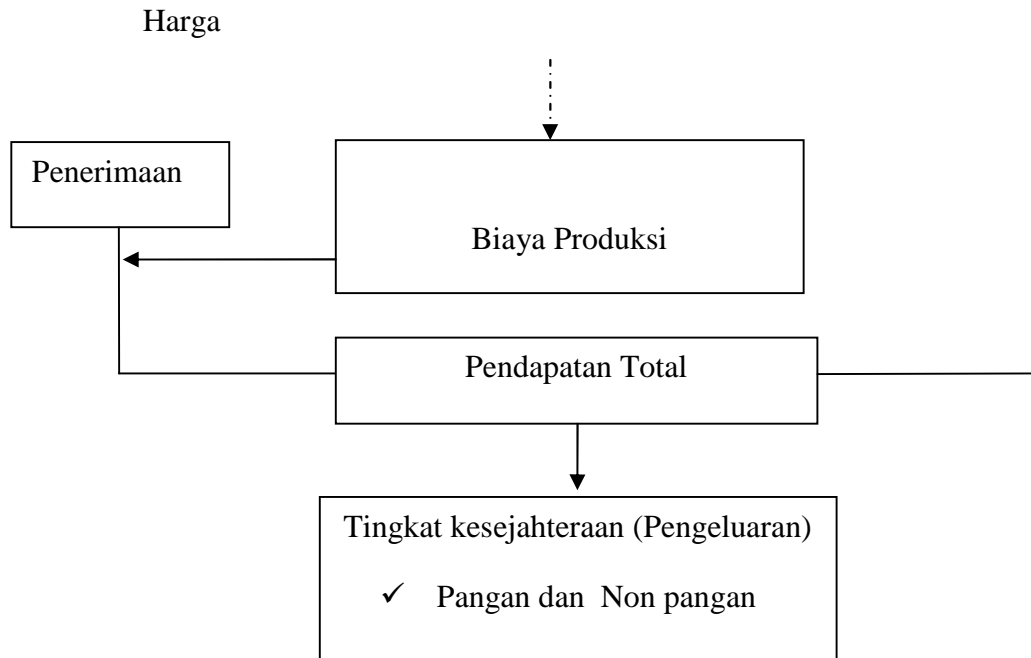 Harga
Penerimaan
Biaya Produksi
Pendapatan Total
Tingkat kesejahteraan (Pengeluaran)
✓ Pangan dan Non pangan